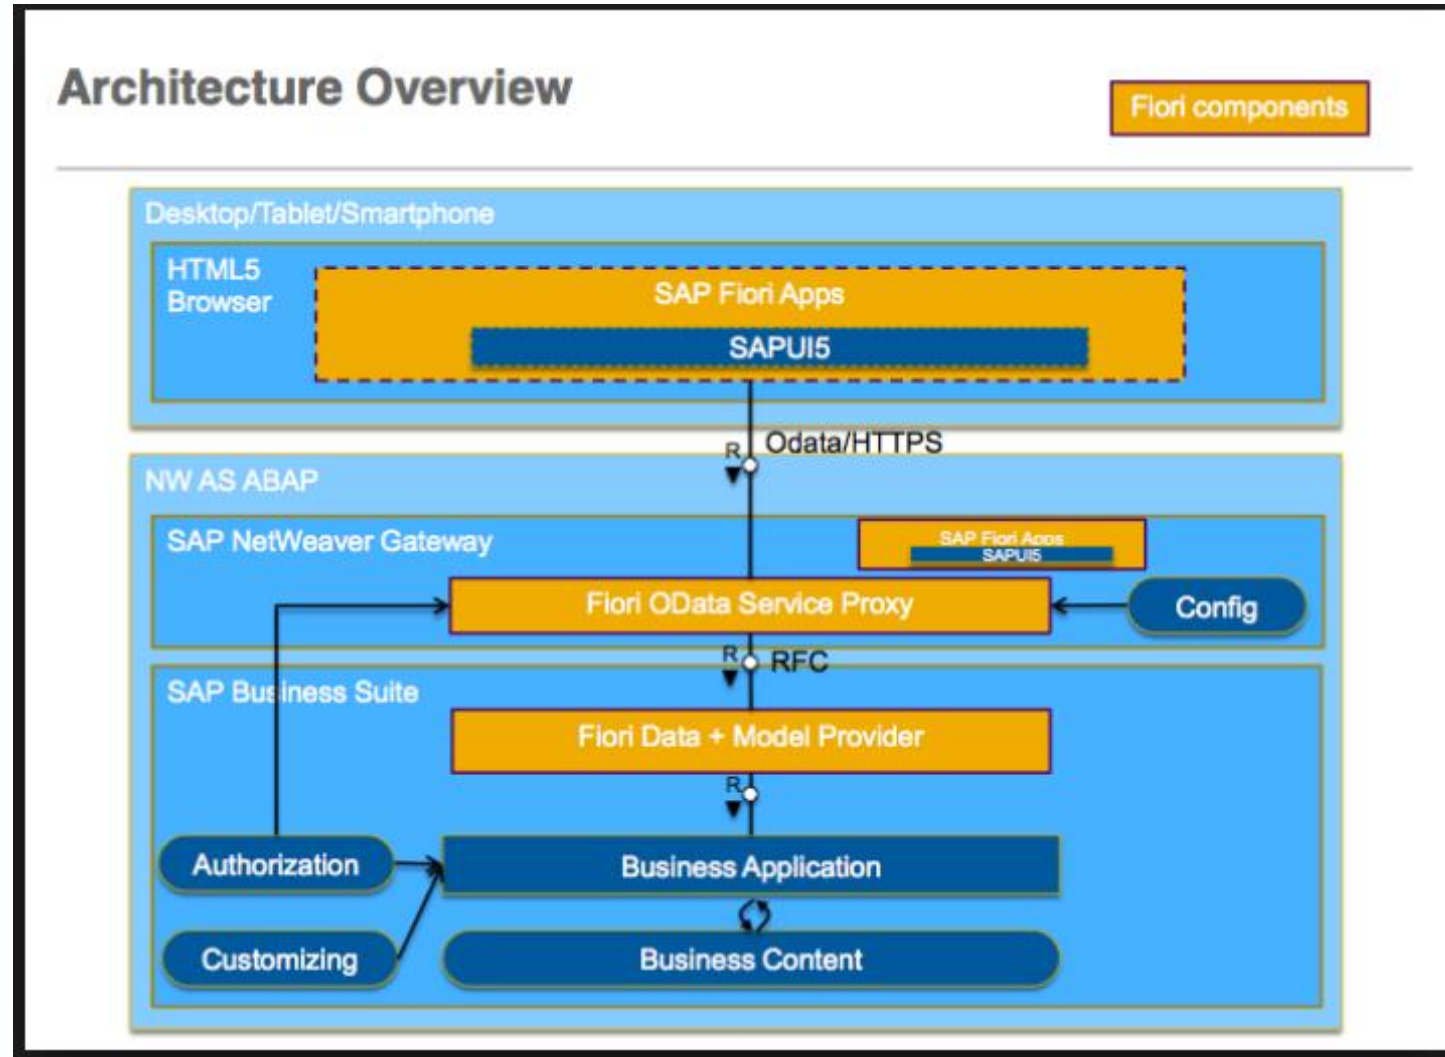 Architecture Overview
Fiori components
Desktop/Tablet/Smartphone
HTML5
Browser
SAP Fiori Apps
SAPUI5
R
Odata/HTTPS
NW AS ABAP
SAP NetWeaver Gateway
SAP Fiori Apps
SAPUI5
Fiori OData Service Proxy
Config
R
RFC
SAP Business Suite
Fiori Data + Model Provider
R
Authorization
Business Application
Customizing
Business Content